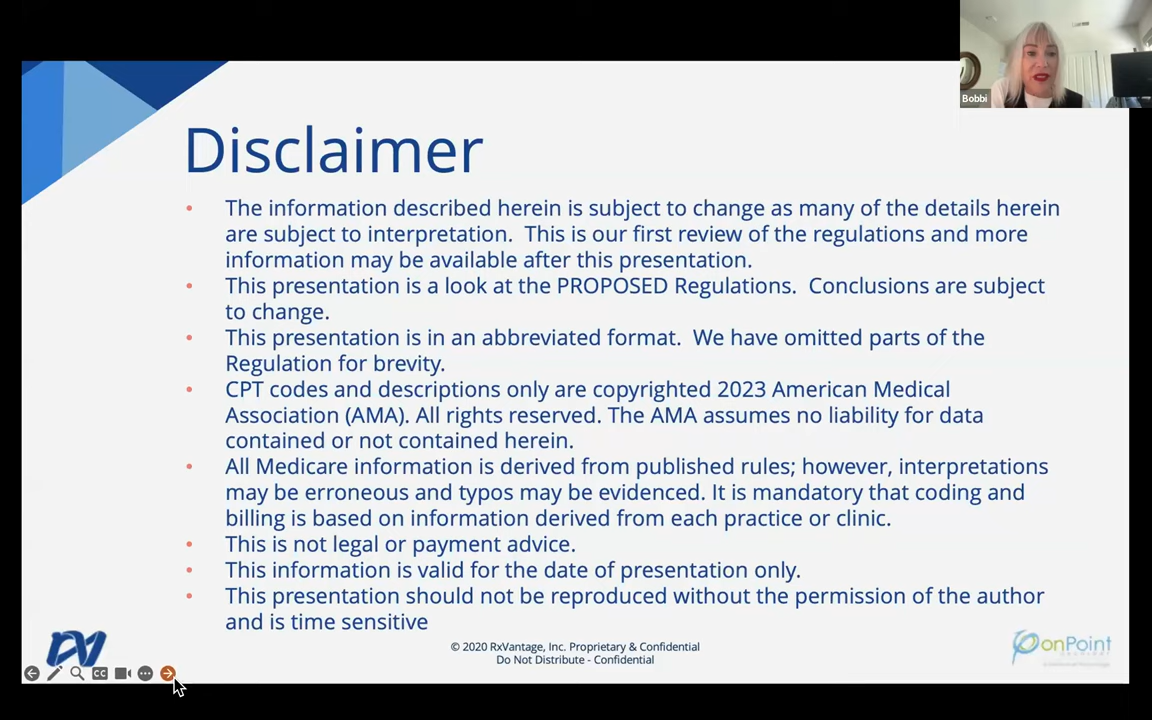 Bobbi
Disclaimer
• The information described herein is subject to change as many of the details herein
are subject to interpretation.  This is our first review of the regulations and more
information may be available after this presentation.
• This presentation is a look at the PROPOSED Regulations.  Conclusions are subject
to change.
• This presentation is in an abbreviated format.  We have omitted parts of the
Regulation for brevity.
• CPT codes and descriptions only are copyrighted 2023 American Medical
Association (AMA). All rights reserved. The AMA assumes no liability for data
contained or not contained herein.
• All Medicare information is derived from published rules; however, interpretations
may be erroneous and typos may be evidenced. It is mandatory that coding and
billing is based on information derived from each practice or clinic.
• This is not legal or payment advice.
• This information is valid for the date of presentation only.
• This presentation should not be reproduced without the permission of the author
and is time sensitive
© 2020 RxVantage, Inc. Proprietary & Confidential
Do Not Distribute - Confidential
onPoint
CC